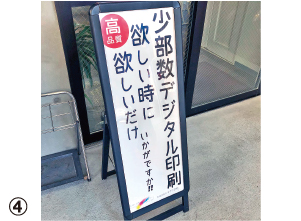 少部数デジタル印刷
高
品質
欲しい時に
いかがですか!!
欲しいだけ
④